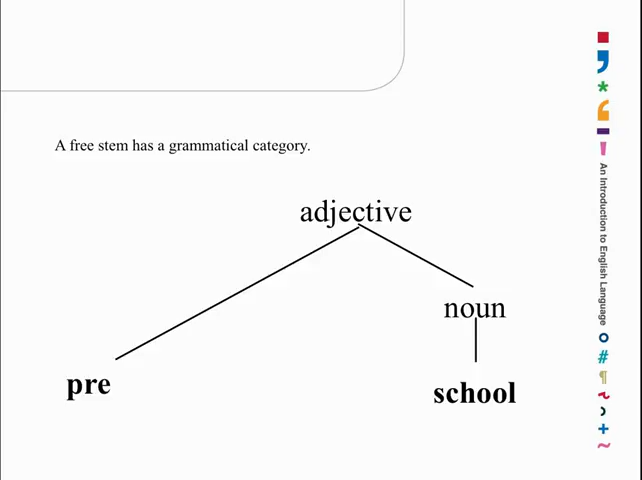 A free stem has a grammatical category.
adjective
noun
pre
school
An Introduction to English Language